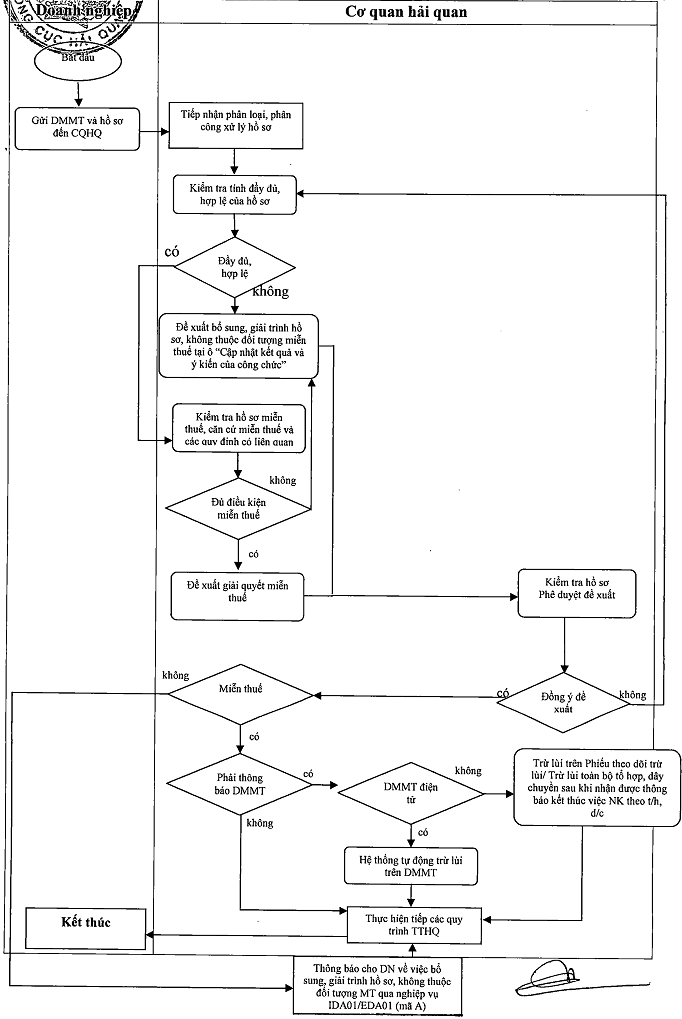 Doanh nghiệp
Cơ quan hải quan
CỤC HẢI QUAN
Bắt đầu
Gửi DMMT và hồ sơ
đến CQHQ
Tiếp nhận phân loại, phân
công xử lý hồ sơ
Kiểm tra tính đầy đủ,
hợp lệ của hồ sơ
có
Đầy đủ,
hợp lệ
không
Đề xuất bổ sung, giải trình hồ
sơ, không thuộc đối tượng miễn
thuế tại ô “Cập nhật kết quả và
ý kiến của công chức”
Kiểm tra hồ sơ miễn
thuế, căn cứ miễn thuế và
các quy định có liên quan
không
Đủ điều kiện
miễn thuế
có
Đề xuất giải quyết miễn
thuế
Kiểm tra hồ sơ
Phê duyệt đề xuất
không
Miễn thuế
có
Đồng ý đề
xuất
không
có
Phải thông
báo DMMT
có
không
DMMT điện
tử
không
có
Trừ lùi trên Phiếu theo dõi trừ
lùi/ Trừ lùi toàn bộ tổ hợp, dây
chuyền sau khi nhận được thông
báo kết thúc việc NK theo t/h,
d/c
Hệ thống tự động trừ lùi
trên DMMT
Kết thúc
Thực hiện tiếp các quy
trình TTHQ
Thông báo cho DN về việc bổ
sung, giải trình hồ sơ, không thuộc
đối tượng MT qua nghiệp vụ
IDA01/EDA01 (mã A)